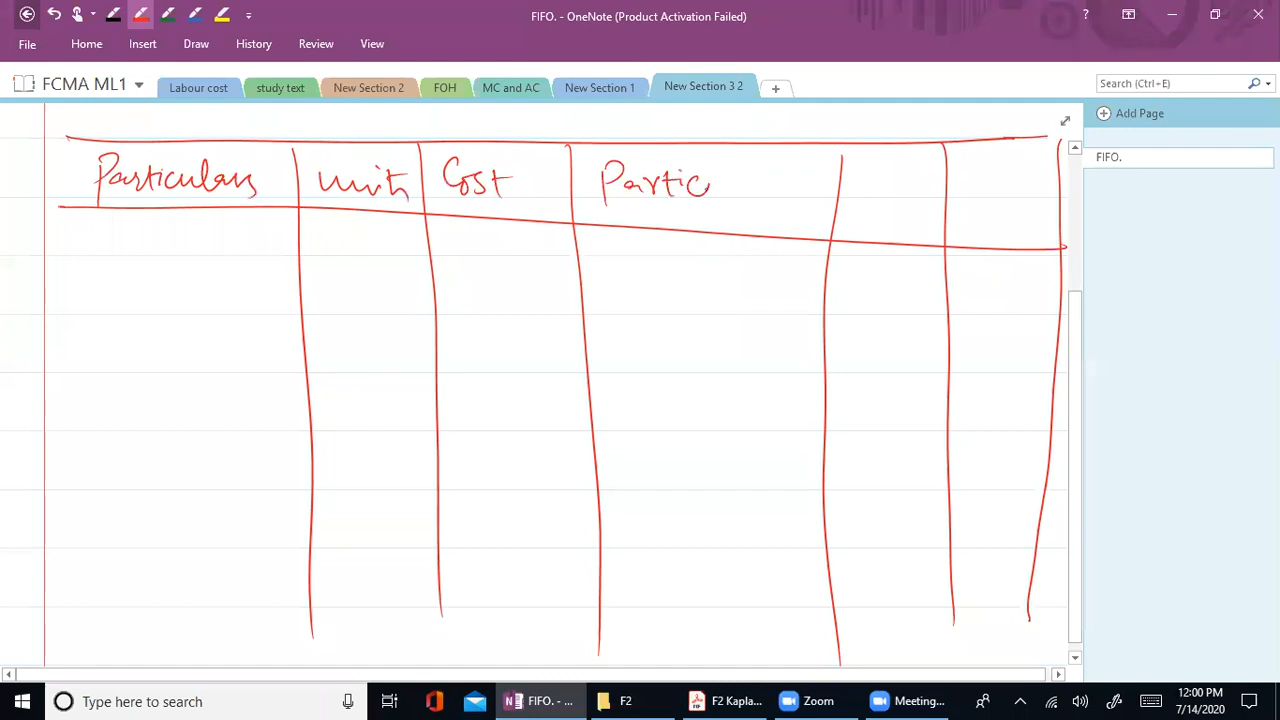 FIFO. - OneNote (Product Activation Failed)
?
File Home Insert Draw History Review View
FCMA ML1
Labour cost study text New Section 2 FOH MC and AC New Section 1 New Section 3 2
Search (Ctrl+E)
Add Page
FIFO.
Particulars Units Cost Partic
Type here to search
FIFO. - ... F2 F2 Kapla... Zoom Meeting...
12:00 PM
7/14/2020